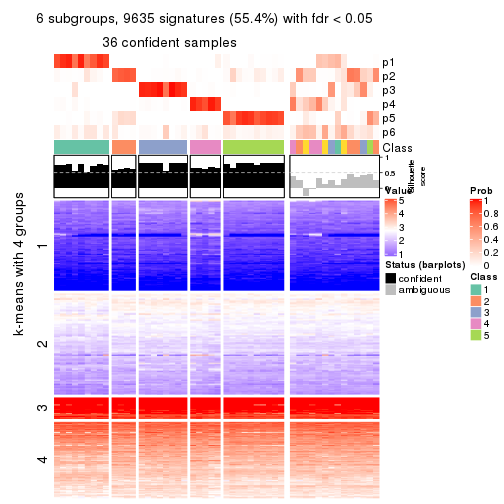 6 subgroups, 9635 signatures (55.4%) with fdr < 0.05
36 confident samples
p1
p2
p3
p4
p5
p6
Class
1
0.5
0
Silhouette
score
k-means with 4 groups
1
2
3
4
Value
5
4
3
2
1
Status (barplots)
confident
ambiguous
Prob
1
0.8
0.6
0.4
0.2
0
Class
1
2
3
4
5